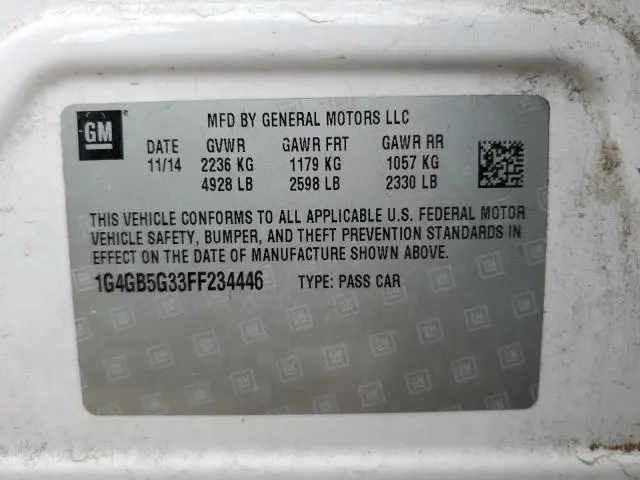 GM
®
MFD BY GENERAL MOTORS LLC
DATE GVWR GAWR FRT GAWR RR
11/14 2236 KG 1179 KG 1057 KG
4928 LB 2598 LB 2330 LB
THIS VEHICLE CONFORMS TO ALL APPLICABLE U.S. FEDERAL MOTOR
VEHICLE SAFETY, BUMPER, AND THEFT PREVENTION STANDARDS IN
EFFECT ON THE DATE OF MANUFACTURE SHOWN ABOVE.
1G4GB5G33FF234446 TYPE: PASS CAR